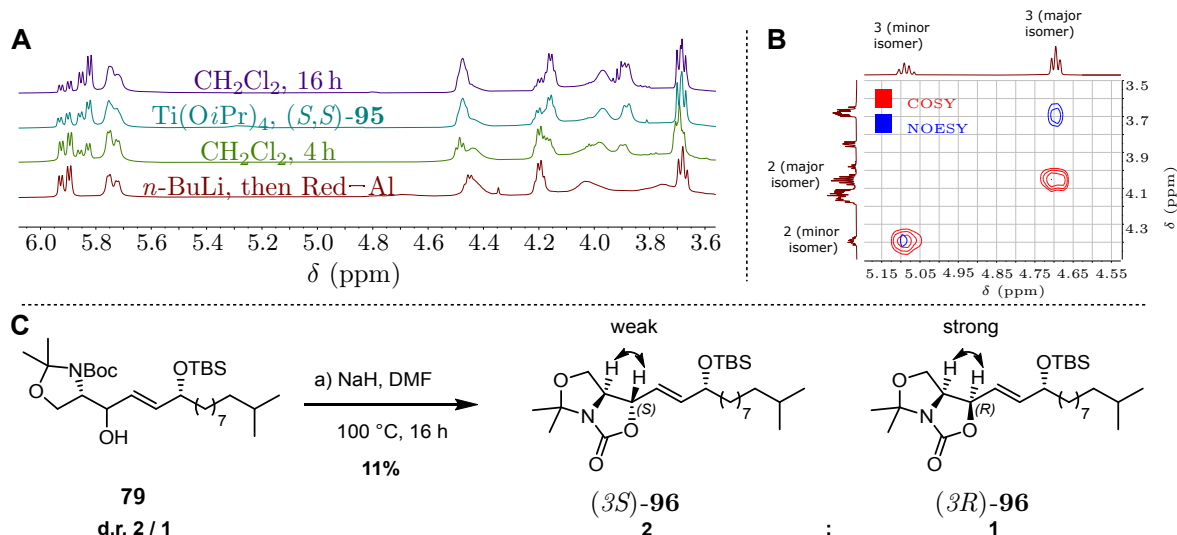 A
CH2Cl2, 16 h
Ti(OiPr)4, (S,S)-95
CH2Cl2, 4 h
n-BuLi, then Red-Al
6.0 5.8 5.6 5.4 5.2 5.0 4.8 4.6 4.4 4.2 4.0 3.8 3.6
δ (ppm)
B
3 (minor isomer)
3 (major isomer)
COSY
NOESY
2 (major isomer)
2 (minor isomer)
3.5
3.7
3.9
4.1
4.3
δ (ppm)
5.15 5.05 4.95 4.85 4.75 4.65 4.55
δ (ppm)
C
NBoc
O
OTBS
7
OH
79
d.r. 2 / 1
a) NaH, DMF
100 °C, 16 h
11%
weak
H H
OTBS
O
(S)
7
N
O
O
(3S)-96
2
:
strong
H H
OTBS
O
(R)
7
N
O
O
(3R)-96
1